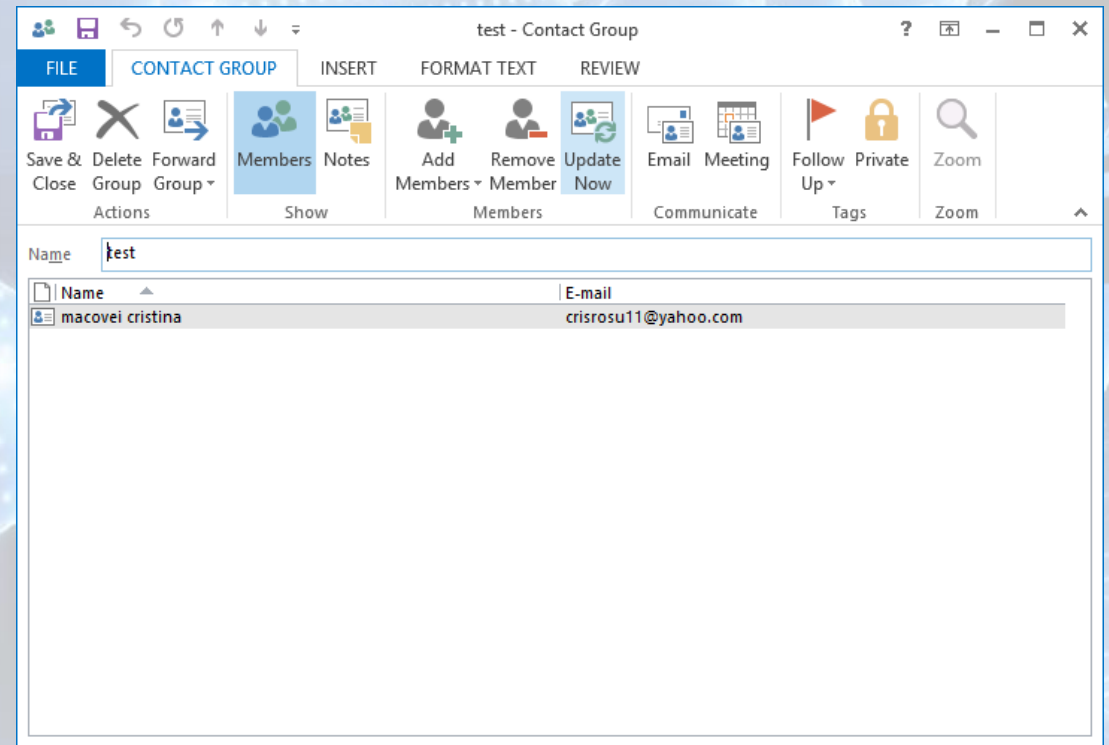 test - Contact Group
?
FILE CONTACT GROUP INSERT FORMAT TEXT REVIEW
Save & Delete Forward Members Notes Add Remove Update Email Meeting Follow Private Zoom
Close Group Group Members Member Now Up
Actions Show Members Communicate Tags Zoom
Name test
Name E-mail
macovei cristina crisrosu11@yahoo.com